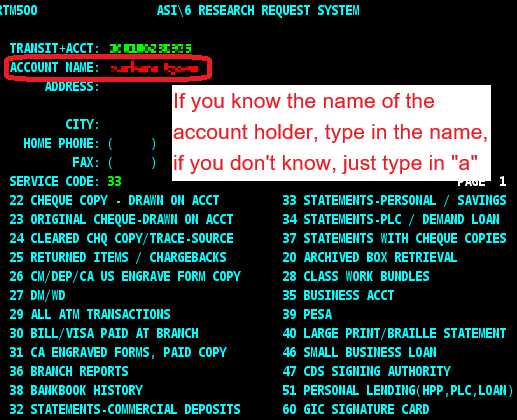 RTM500 ASI\6 RESEARCH REQUEST SYSTEM
TRANSIT+ACCT:
ACCOUNT NAME:
ADDRESS:
If you know the name of the
account holder, type in the name,
if you don't know, just type in "a"
CITY:
HOME PHONE: ( )
FAX: ( )
SERVICE CODE: 33 PAGE 1
22 CHEQUE COPY - DRAWN ON ACCT 33 STATEMENTS-PERSONAL / SAVINGS
23 ORIGINAL CHEQUE-DRAWN ON ACCT 34 STATEMENTS-PLC / DEMAND LOAN
24 CLEARED CHQ COPY/TRACE-SOURCE 37 STATEMENTS WITH CHEQUE COPIES
25 RETURNED ITEMS / CHARGEBACKS 20 ARCHIVED BOX RETRIEVAL
26 CM/DEP/CA US ENGRAVE FORM COPY 28 CLASS WORK BUNDLES
27 DM/WD 35 BUSINESS ACCT
29 ALL ATM TRANSACTIONS 39 PESA
30 BILL/VISA PAID AT BRANCH 40 LARGE PRINT/BRAILLE STATEMENT
31 CA ENGRAVED FORMS, PAID COPY 46 SMALL BUSINESS LOAN
36 BRANCH REPORTS 47 CDS SIGNING AUTHORITY
38 BANKBOOK HISTORY 51 PERSONAL LENDING(HPP,PLC,LOAN)
32 STATEMENTS-COMMERCIAL DEPOSITS 60 GIC SIGNATURE CARD